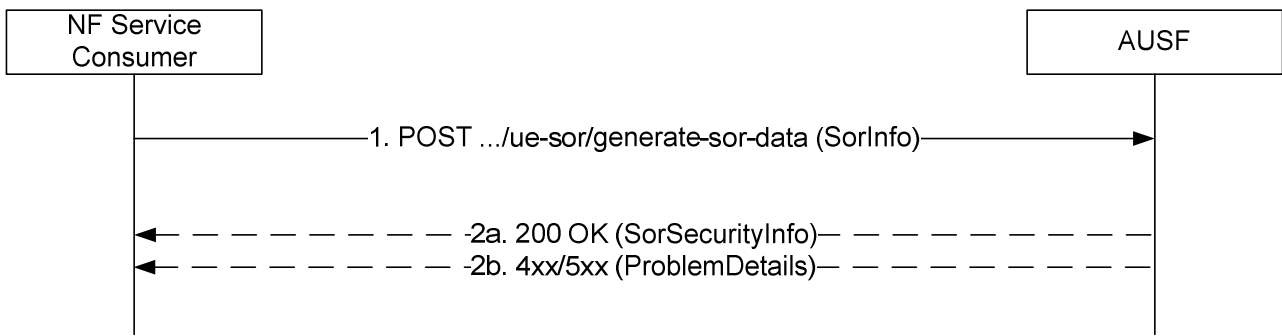 NF Service
Consumer
AUSF
1. POST .../ue-sor/generate-sor-data (SorInfo)
2a. 200 OK (SorSecurityInfo)
2b. 4xx/5xx (ProblemDetails)